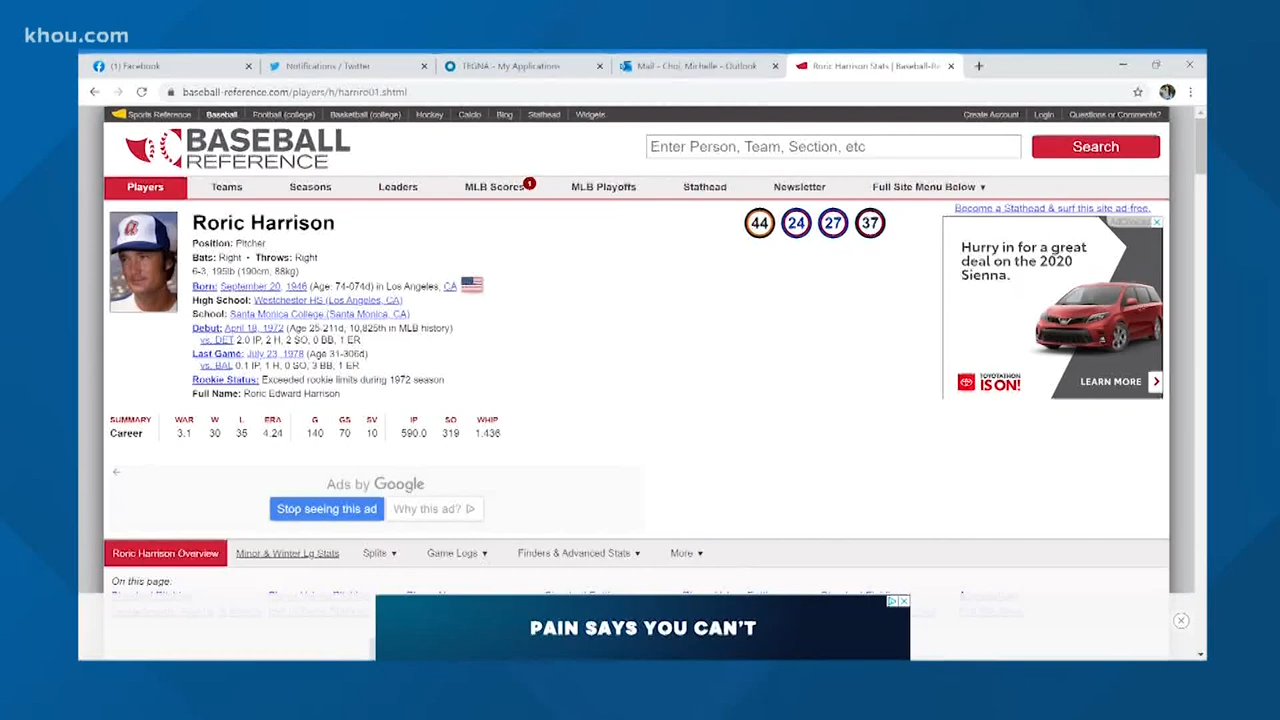 khou.com
(1) Facebook
Notifications / Twitter
TEGNA - My Applications
Mail - Choi, Michelle - Outlook
Roric Harrison Stats | Baseball-Re
baseball-reference.com/players/h/harriro01.shtml
Sports Reference Baseball Football (college) Basketball (college) Hockey Calcio Blog Stathead Widgets Create Account Login Questions or Comments?
BASEBALL
REFERENCE
Enter Person, Team, Section, etc
Search
Players Teams Seasons Leaders MLB Scores 1 MLB Playoffs Stathead Newsletter Full Site Menu Below ▼
Become a Stathead & surf this site ad-free.
Roric Harrison
44 24 27 37
Position: Pitcher
Bats: Right • Throws: Right
6-3, 195lb (190cm, 88kg)
Born: September 20, 1946 (Age: 74-074d) in Los Angeles, CA
High School: Westchester HS (Los Angeles, CA)
School: Santa Monica College (Santa Monica, CA)
Debut: April 18, 1972 (Age 25-211d, 10,825th in MLB history)
vs. DET 2.0 IP, 2 H, 2 SO, 0 BB, 1 ER
Last Game: July 23, 1978 (Age 31-306d)
vs. BAL 0.1 IP, 1 H, 0 SO, 3 BB, 1 ER
Rookie Status: Exceeded rookie limits during 1972 season
Full Name: Roric Edward Harrison
AdChoices
Hurry in for a great
deal on the 2020
Sienna.
TOYOTATHON
IS ON!
LEARN MORE
SUMMARY WAR W L ERA G GS SV IP SO WHIP
Career 3.1 30 35 4.24 140 70 10 590.0 319 1.436
Ads by Google
Stop seeing this ad
Why this ad?
Roric Harrison Overview Minor & Winter Lg Stats Splits ▼ Game Logs ▼ Finders & Advanced Stats ▼ More ▼
On this page:
PAIN SAYS YOU CAN'T